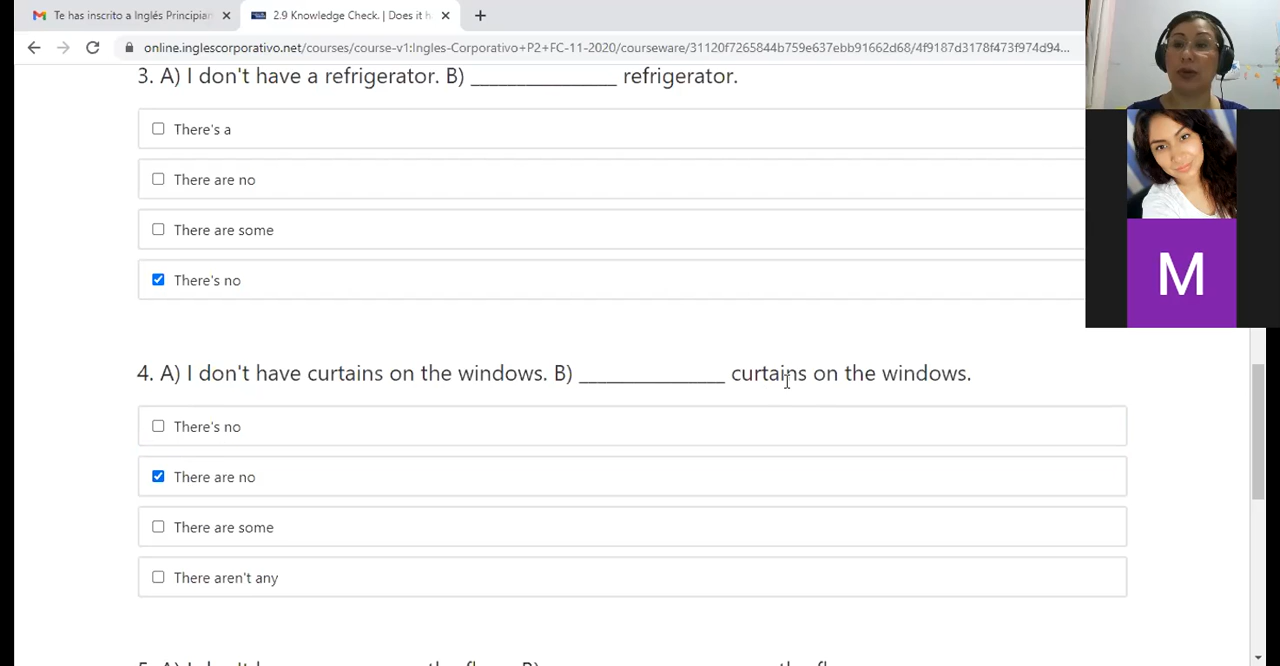 Te has inscrito a Inglés Principian
2.9 Knowledge Check. | Does it h
online.inglescorporativo.net/courses/course-v1:Ingles-Corporativo+P2+FC-11-2020/courseware/31120f7265844b759e637ebb91662d68/4f9187d3178f473f974d94...
3. A) I don't have a refrigerator. B) ______________ refrigerator.
There's a
There are no
There are some
There's no
M
4. A) I don't have curtains on the windows. B) ______________ curtains on the windows.
There's no
There are no
There are some
There aren't any